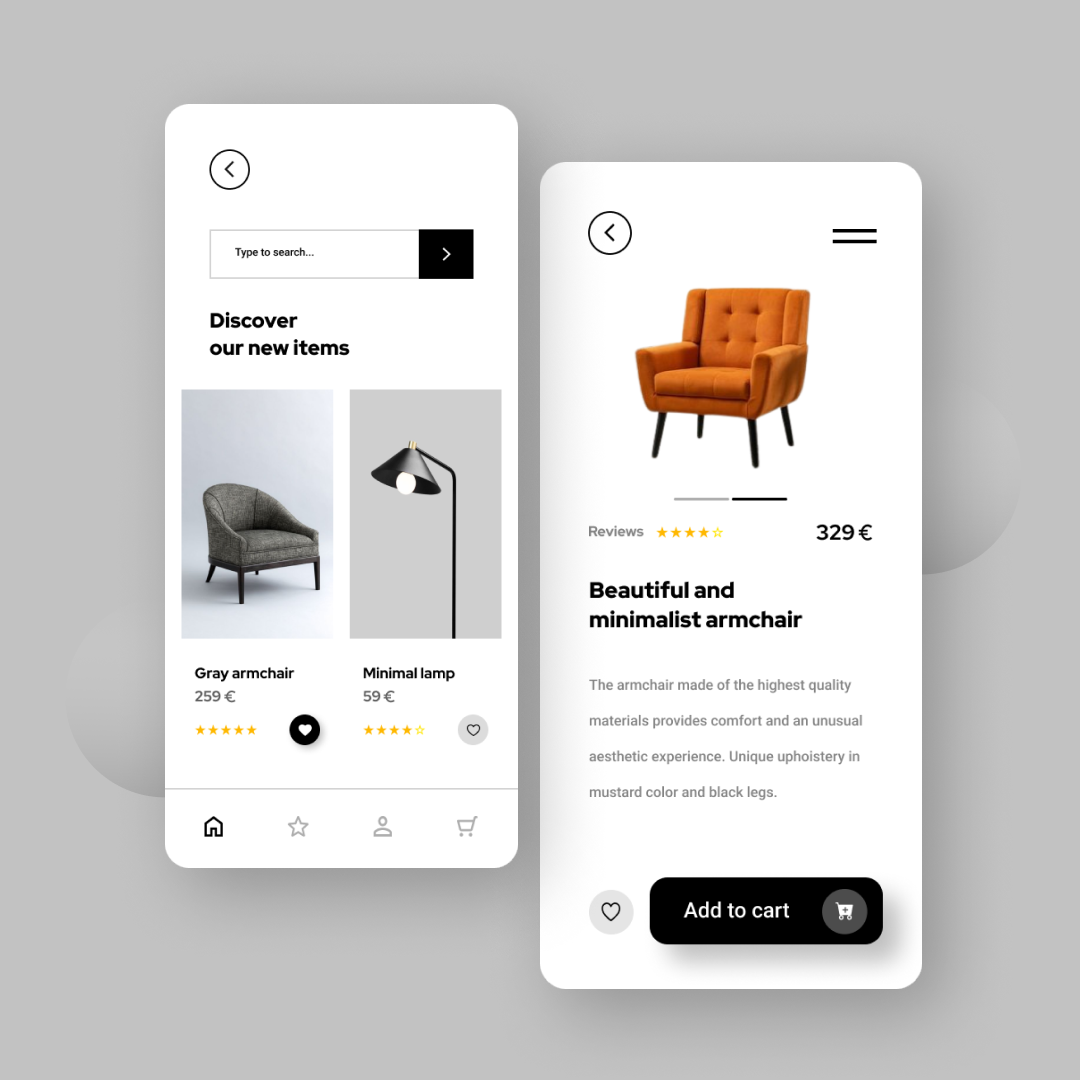 Type to search...
Discover
our new items
Gray armchair
259 €
★★★★★
Minimal lamp
59 €
★★★★☆
Reviews ★★★★☆ 329 €
Beautiful and
minimalist armchair
The armchair made of the highest quality
materials provides comfort and an unusual
aesthetic experience. Unique uphoistery in
mustard color and black legs.
Add to cart